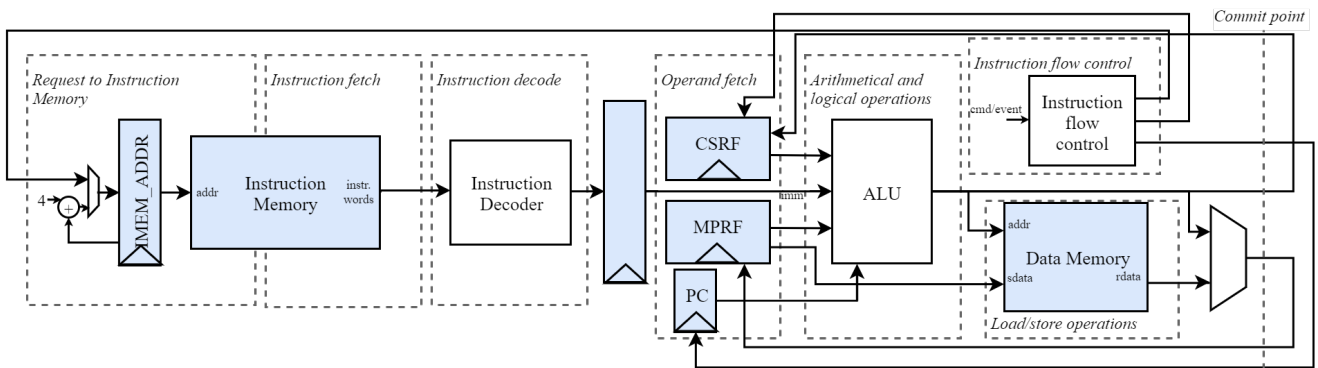 Commit point
Request to Instruction
Memory
Instruction fetch
Instruction decode
Operand fetch
Arithmetical and
logical operations
Instruction flow control
IMEM_ADDR
4
+
addr
Instruction
Memory
instr.
words
Instruction
Decoder
CSRF
imm
MPRF
PC
ALU
cmd/event
Instruction
flow
control
addr
Data Memory
sdata
rdata
Load/store operations